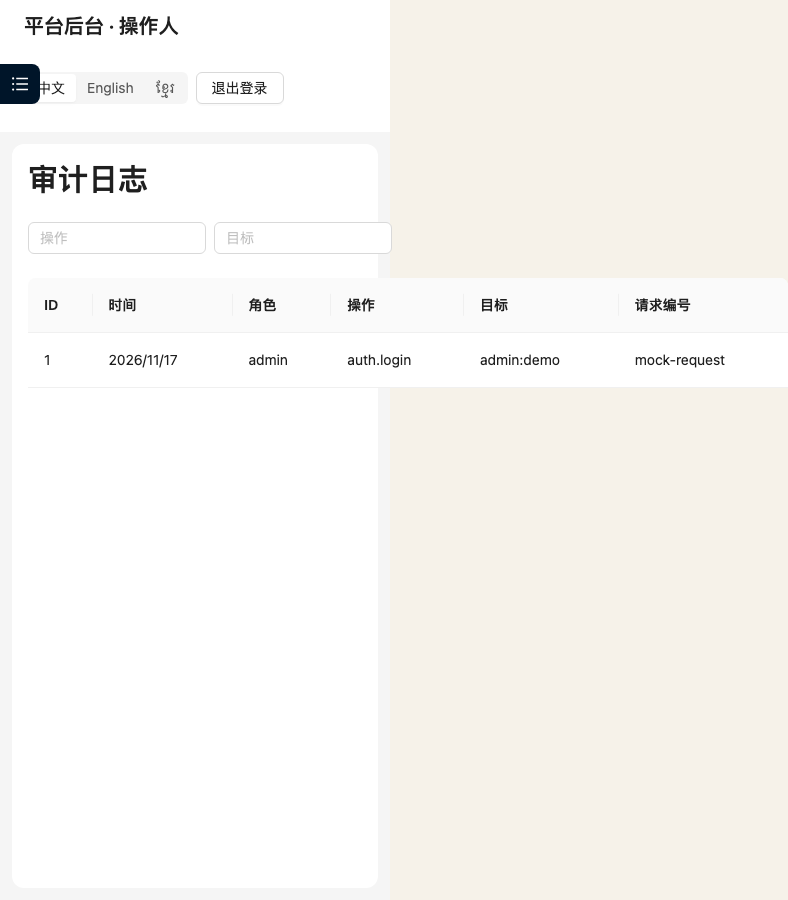 平台后台 · 操作人
中文 English ខ្មែរ 退出登录
审计日志
操作 目标
ID 时间 角色 操作 目标 请求编号
1 2026/11/17 admin auth.login admin:demo mock-request